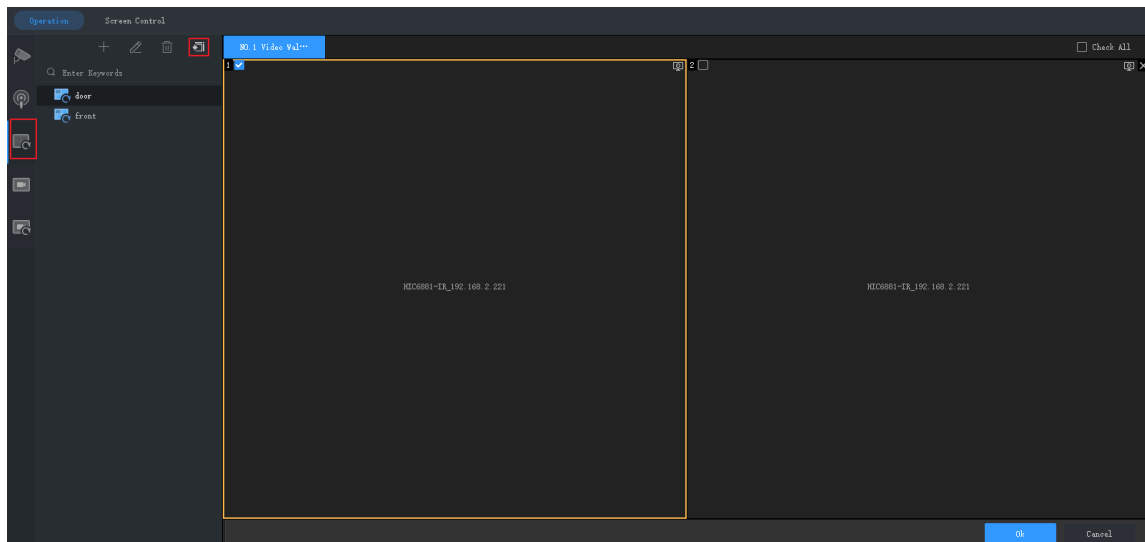 Operation Screen Control
NO.1 Video Wal… Check All
1 2
Enter Keywords
door
front
HIC6881-IR_192.168.2.221 HIC6881-IR_192.168.2.221
Ok Cancel